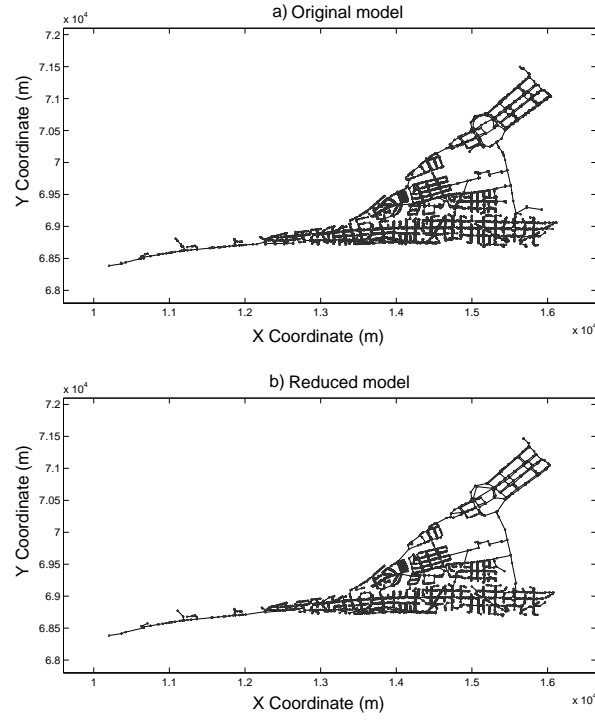 a) Original model
x 10⁴
7.2
7.15
7.1
7.05
7
6.95
6.9
6.85
6.8
Y Coordinate (m)
1 1.1 1.2 1.3 1.4 1.5 1.6
x 10⁴
X Coordinate (m)
b) Reduced model
x 10⁴
7.2
7.15
7.1
7.05
7
6.95
6.9
6.85
6.8
Y Coordinate (m)
1 1.1 1.2 1.3 1.4 1.5 1.6
x 10⁴
X Coordinate (m)